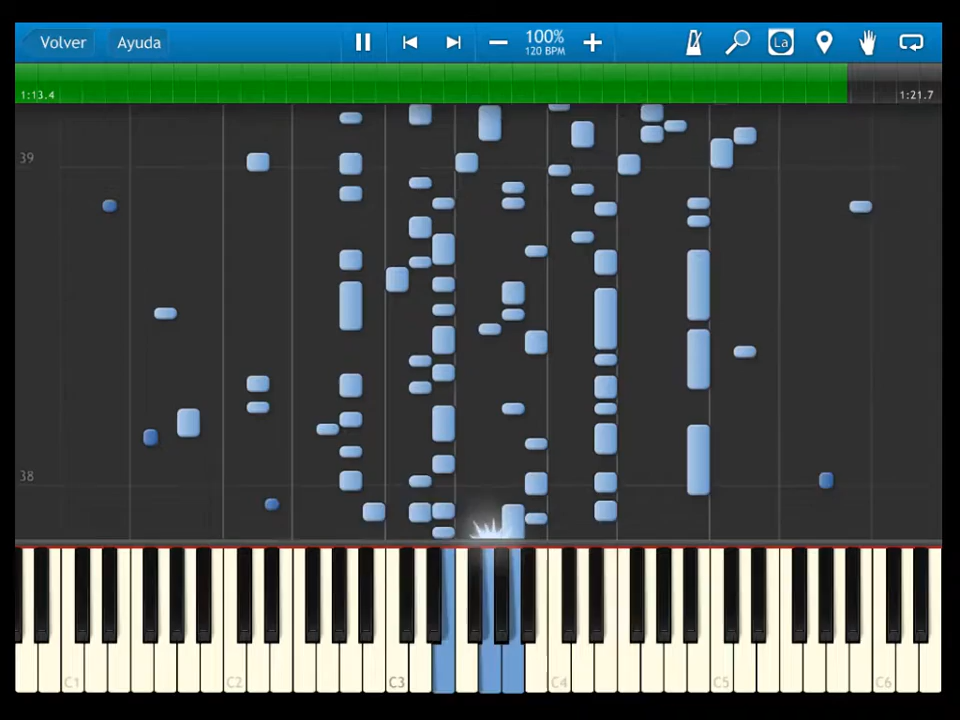 Volver Ayuda 100% La
120 BPM
1:13.4 1:21.7
39
38
C1 C2 C3 C4 C5 C6